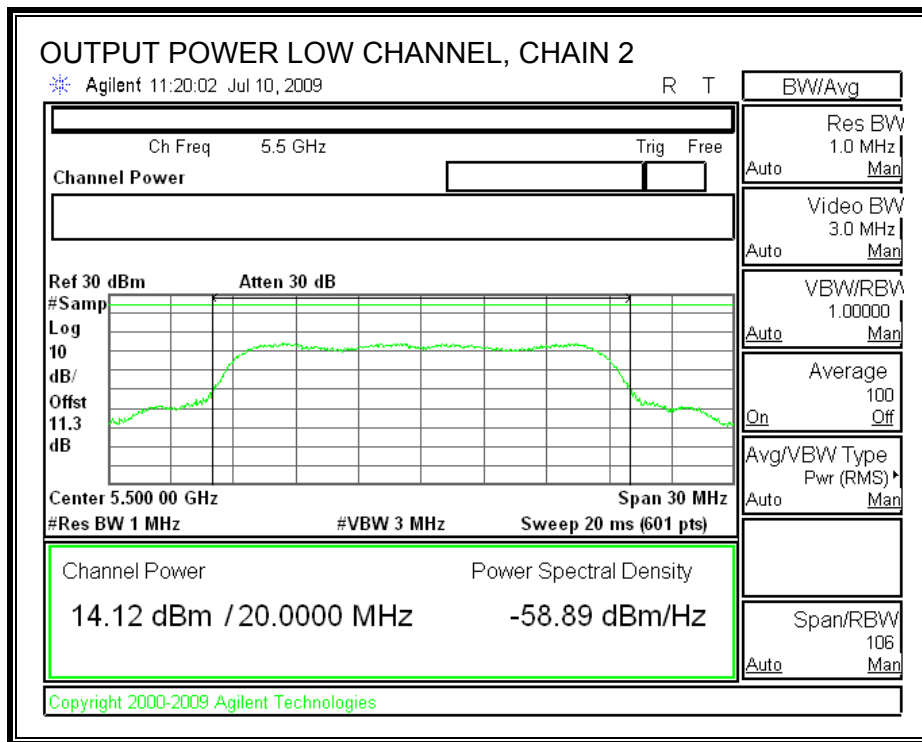 OUTPUT POWER LOW CHANNEL, CHAIN 2
Agilent 11:20:02 Jul 10, 2009 R T
BW/Avg
Ch Freq 5.5 GHz Trig Free
Channel Power
Res BW
1.0 MHz
Auto Man
Video BW
3.0 MHz
Auto Man
VBW/RBW
1.00000
Auto Man
Average
100
On Off
Avg/VBW Type
Pwr (RMS)
Auto Man
Span/RBW
106
Auto Man
Ref 30 dBm Atten 30 dB
#Samp
Log
10
dB/
Offst
11.3
dB
Center 5.500 00 GHz Span 30 MHz
#Res BW 1 MHz #VBW 3 MHz Sweep 20 ms (601 pts)
Channel Power Power Spectral Density
14.12 dBm / 20.0000 MHz -58.89 dBm/Hz
Copyright 2000-2009 Agilent Technologies